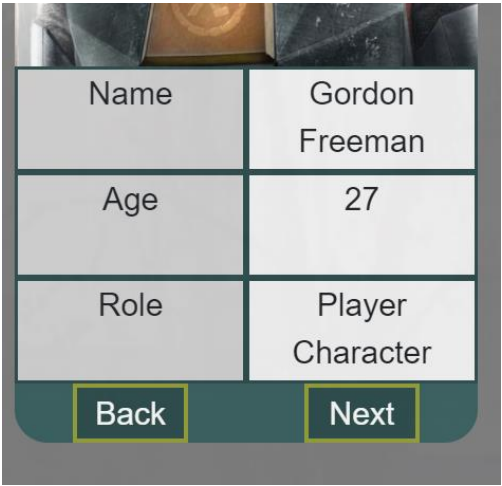 Name
Gordon
Freeman
Age
27
Role
Player
Character
Back
Next